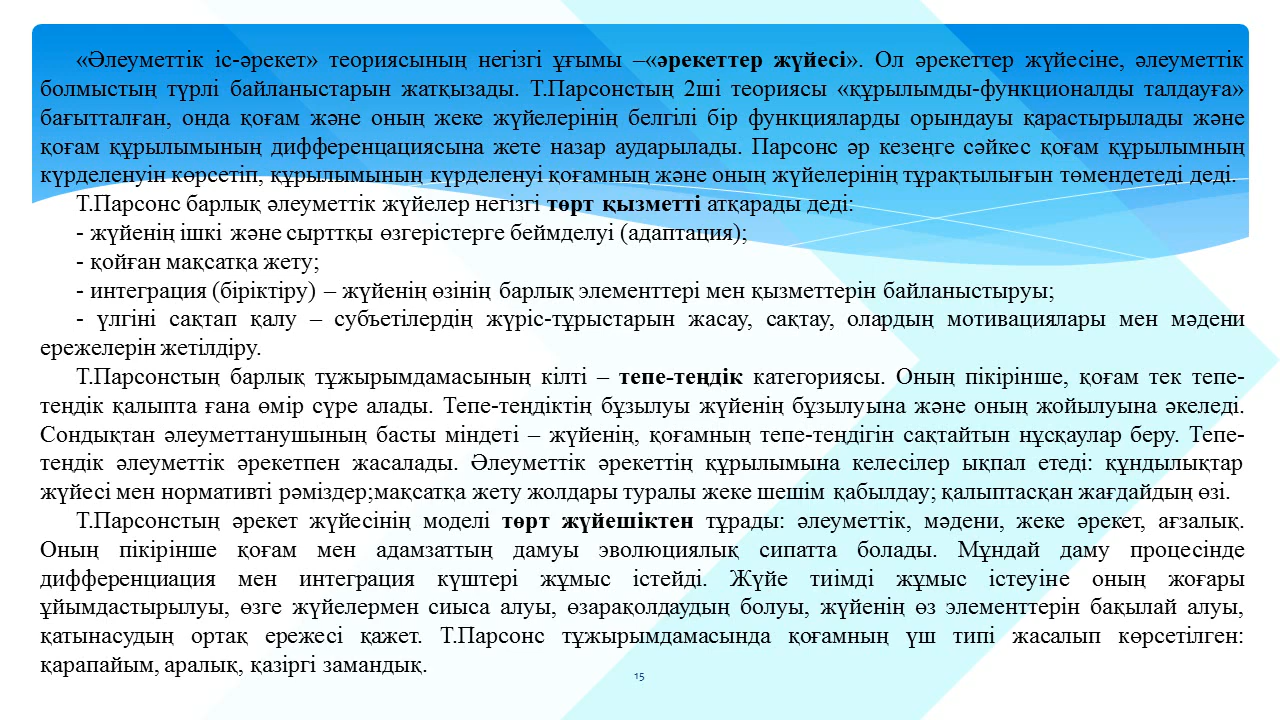 «Әлеуметтік іс-әрекет» теориясының негізгі ұғымы –«әрекеттер жүйесі». Ол әрекеттер жүйесіне, әлеуметтік
болмыстың түрлі байланыстарын жатқызады. Т.Парсонстың 2ші теориясы «құрылымды-функционалды талдауға»
бағытталған, онда қоғам және оның жеке жүйелерінің белгілі бір функцияларды орындауы қарастырылады және
қоғам құрылымының дифференцациясына жете назар аударылады. Парсонс әр кезеңге сәйкес қоғам құрылымның
күрделенуін көрсетіп, құрылымының күрделенуі қоғамның және оның жүйелерінің тұрақтылығын төмендетеді деді.
Т.Парсонс барлық әлеуметтік жүйелер негізгі төрт қызметті атқарады деді:
- жүйенің ішкі және сырттқы өзгерістерге беймделуі (адаптация);
- қойған мақсатқа жету;
- интеграция (біріктіру) – жүйенің өзінің барлық элементтері мен қызметтерін байланыстыруы;
- үлгіні сақтап қалу – субъетілердің жүріс-тұрыстарын жасау, сақтау, олардың мотивациялары мен мәдени
ережелерін жетілдіру.
Т.Парсонстың барлық тұжырымдамасының кілті – тепе-теңдік категориясы. Оның пікірінше, қоғам тек тепе-
теңдік қалыпта ғана өмір сүре алады. Тепе-теңдіктің бұзылуы жүйенің бұзылуына және оның жойылуына әкеледі.
Сондықтан әлеуметтанушының басты міндеті – жүйенің, қоғамның тепе-теңдігін сақтайтын нұсқаулар беру. Тепе-
теңдік әлеуметтік әрекетпен жасалады. Әлеуметтік әрекеттің құрылымына келесілер ықпал етеді: құндылықтар
жүйесі мен нормативті рәміздер;мақсатқа жету жолдары туралы жеке шешім қабылдау; қалыптасқан жағдайдың өзі.
Т.Парсонстың әрекет жүйесінің моделі төрт жүйешіктен тұрады: әлеуметтік, мәдени, жеке әрекет, ағзалық.
Оның пікірінше қоғам мен адамзаттың дамуы эволюциялық сипатта болады. Мұндай даму процесінде
дифференциация мен интеграция күштері жұмыс істейді. Жүйе тиімді жұмыс істеуіне оның жоғары
ұйымдастырылуы, өзге жүйелермен сиыса алуы, өзарақолдаудың болуы, жүйенің өз элементтерін бақылай алуы,
қатынасудың ортақ ережесі қажет. Т.Парсонс тұжырымдамасында қоғамның үш типі жасалып көрсетілген:
қарапайым, аралық, қазіргі замандық.
15